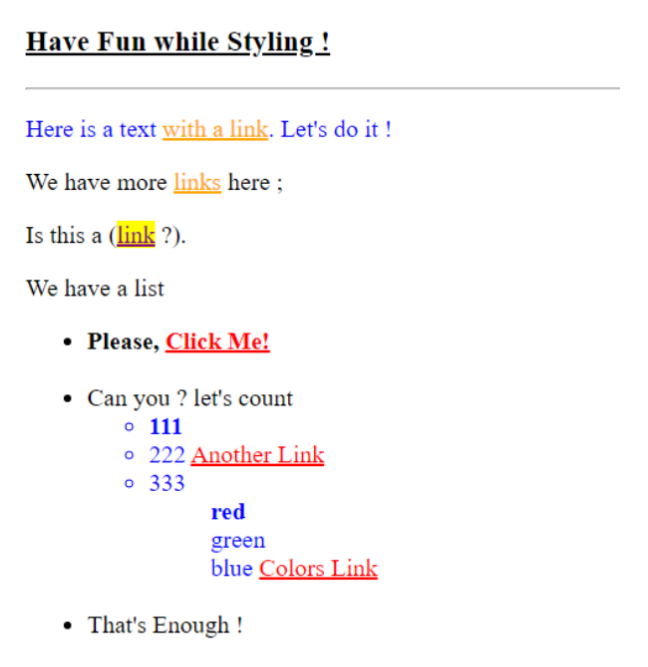 Have Fun while Styling !
Here is a text with a link. Let's do it !
We have more links here ;
Is this a (link ?).
We have a list
Please, Click Me!
Can you ? let's count
111
222 Another Link
333
red
green
blue Colors Link
That's Enough !